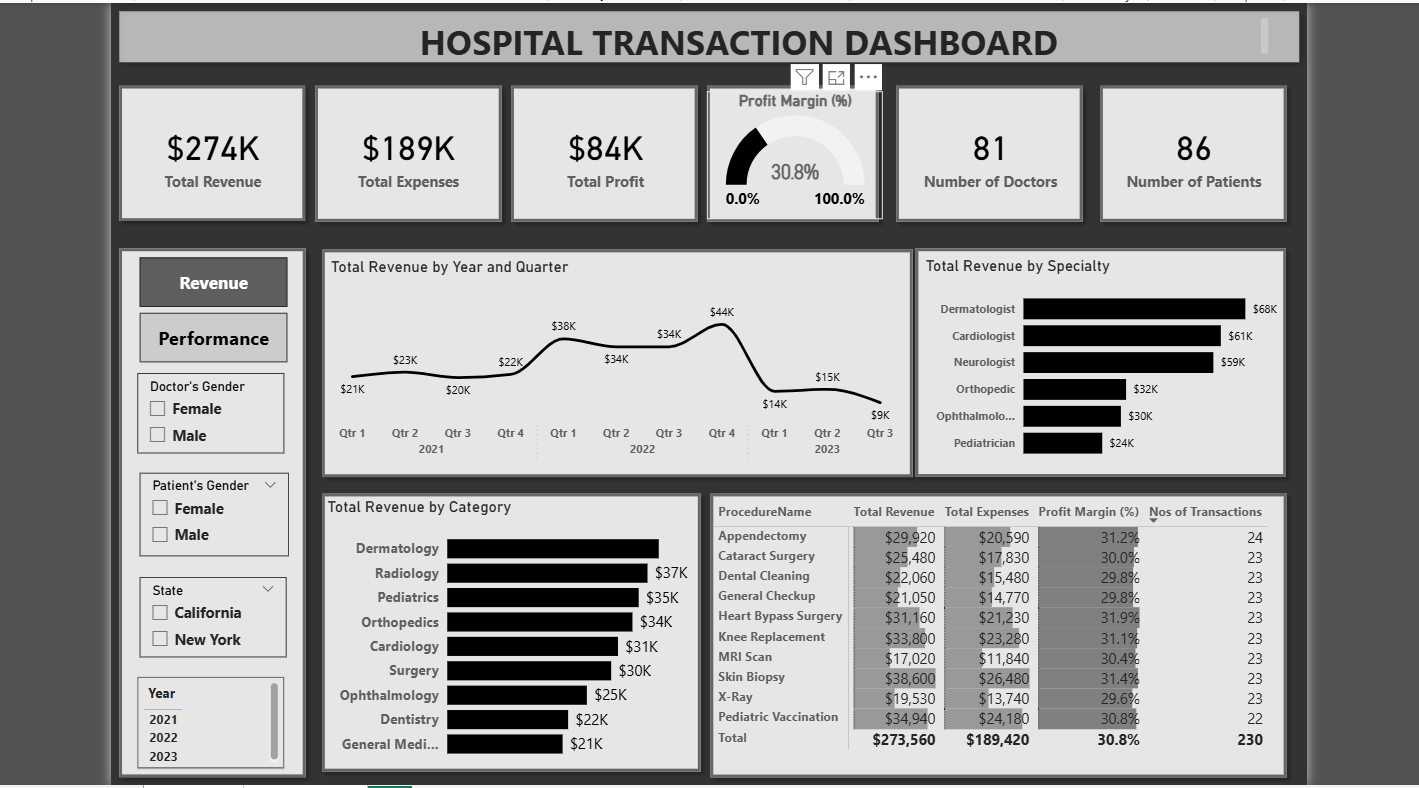 HOSPITAL TRANSACTION DASHBOARD
$274K
Total Revenue
$189K
Total Expenses
$84K
Total Profit
Profit Margin (%)
30.8%
0.0% 100.0%
81
Number of Doctors
86
Number of Patients
Revenue
Performance
Doctor's Gender
Female
Male
Patient's Gender
Female
Male
State
California
New York
Year
2021
2022
2023
Total Revenue by Year and Quarter
$21K
$23K
$20K
$22K
$38K
$34K
$34K
$44K
$14K
$15K
$9K
Qtr 1 Qtr 2 Qtr 3 Qtr 4 Qtr 1 Qtr 2 Qtr 3 Qtr 4 Qtr 1 Qtr 2 Qtr 3
2021 2022 2023
Total Revenue by Specialty
Dermatologist $68K
Cardiologist $61K
Neurologist $59K
Orthopedic $32K
Ophthalmolo... $30K
Pediatrician $24K
Total Revenue by Category
Dermatology
Radiology $37K
Pediatrics $35K
Orthopedics $34K
Cardiology $31K
Surgery $30K
Ophthalmology $25K
Dentistry $22K
General Medi... $21K
ProcedureName Total Revenue Total Expenses Profit Margin (%) Nos of Transactions
Appendectomy $29,920 $20,590 31.2% 24
Cataract Surgery $25,480 $17,830 30.0% 23
Dental Cleaning $22,060 $15,480 29.8% 23
General Checkup $21,050 $14,770 29.8% 23
Heart Bypass Surgery $31,160 $21,230 31.9% 23
Knee Replacement $33,800 $23,280 31.1% 23
MRI Scan $17,020 $11,840 30.4% 23
Skin Biopsy $38,600 $26,480 31.4% 23
X-Ray $19,530 $13,740 29.6% 23
Pediatric Vaccination $34,940 $24,180 30.8% 22
Total $273,560 $189,420 30.8% 230